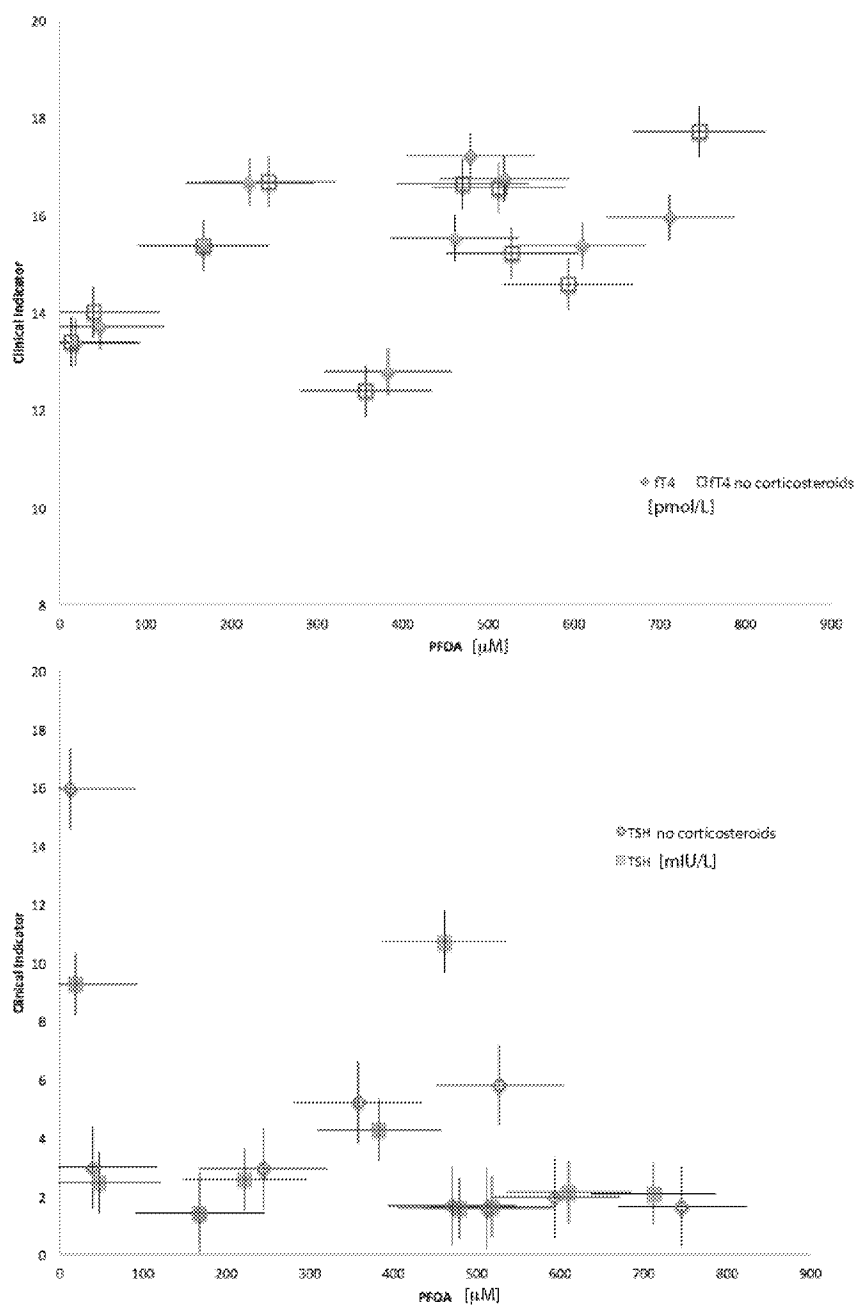 20
18
16
14
12
10
8
Clinical Indicator
fT4 fT4 no corticosteroids
[pmol/L]
0 100 200 300 400 500 600 700 800 900
PFOA [μM]
20
18
16
14
12
10
8
6
4
2
0
Clinical Indicator
TSH no corticosteroids
TSH [mIU/L]
0 100 200 300 400 500 600 700 800 900
PFOA [μM]